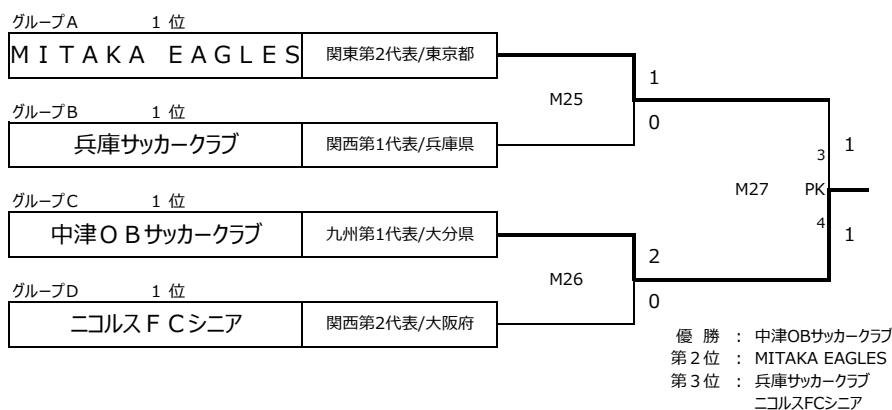 グループA 1 位
ＭＩＴＡＫＡ ＥＡＧＬＥＳ 関東第2代表/東京都
1
M25
グループB 1 位
0
兵庫サッカークラブ 関西第1代表/兵庫県
3 1
M27 PK
グループC 1 位
中津ＯＢサッカークラブ 九州第1代表/大分県
4 1
2
M26
グループD 1 位
0
ニコルスＦＣシニア 関西第2代表/大阪府
優 勝 ： 中津OBサッカークラブ
第２位 ： MITAKA EAGLES
第３位 ： 兵庫サッカークラブ
ニコルスFCシニア